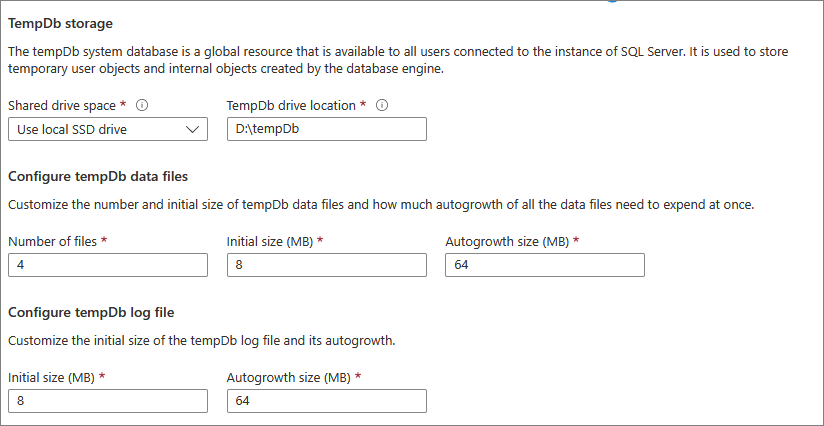 TempDb storage
The tempDb system database is a global resource that is available to all users connected to the instance of SQL Server. It is used to store
temporary user objects and internal objects created by the database engine.
Shared drive space * TempDb drive location *
Use local SSD drive D:\tempDb
Configure tempDb data files
Customize the number and initial size of tempDb data files and how much autogrowth of all the data files need to expend at once.
Number of files * Initial size (MB) * Autogrowth size (MB) *
4 8 64
Configure tempDb log file
Customize the initial size of the tempDb log file and its autogrowth.
Initial size (MB) * Autogrowth size (MB) *
8 64